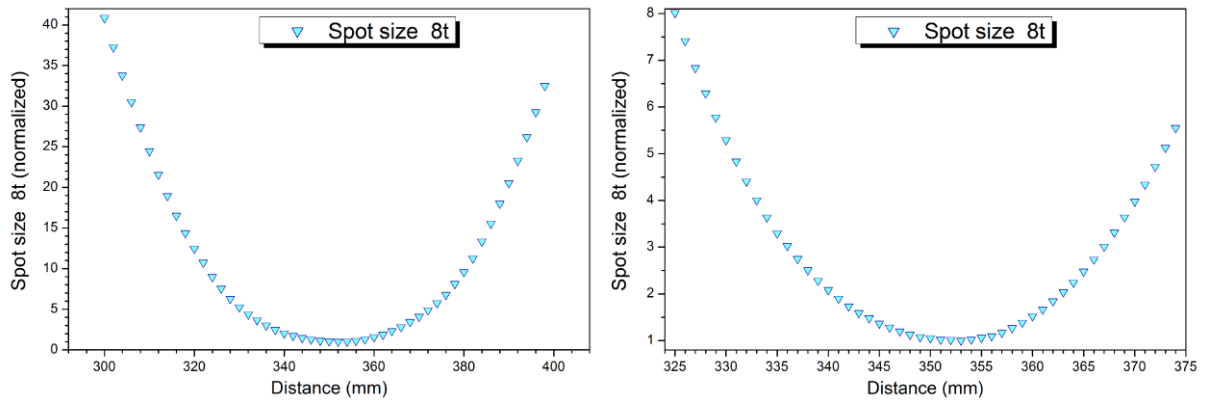 Spot size 8t
Spot size 8t (normalized)
40
35
30
25
20
15
10
5
0
300 320 340 360 380 400
Distance (mm)
Spot size 8t
Spot size 8t (normalized)
8
7
6
5
4
3
2
1
325 330 335 340 345 350 355 360 365 370 375
Distance (mm)